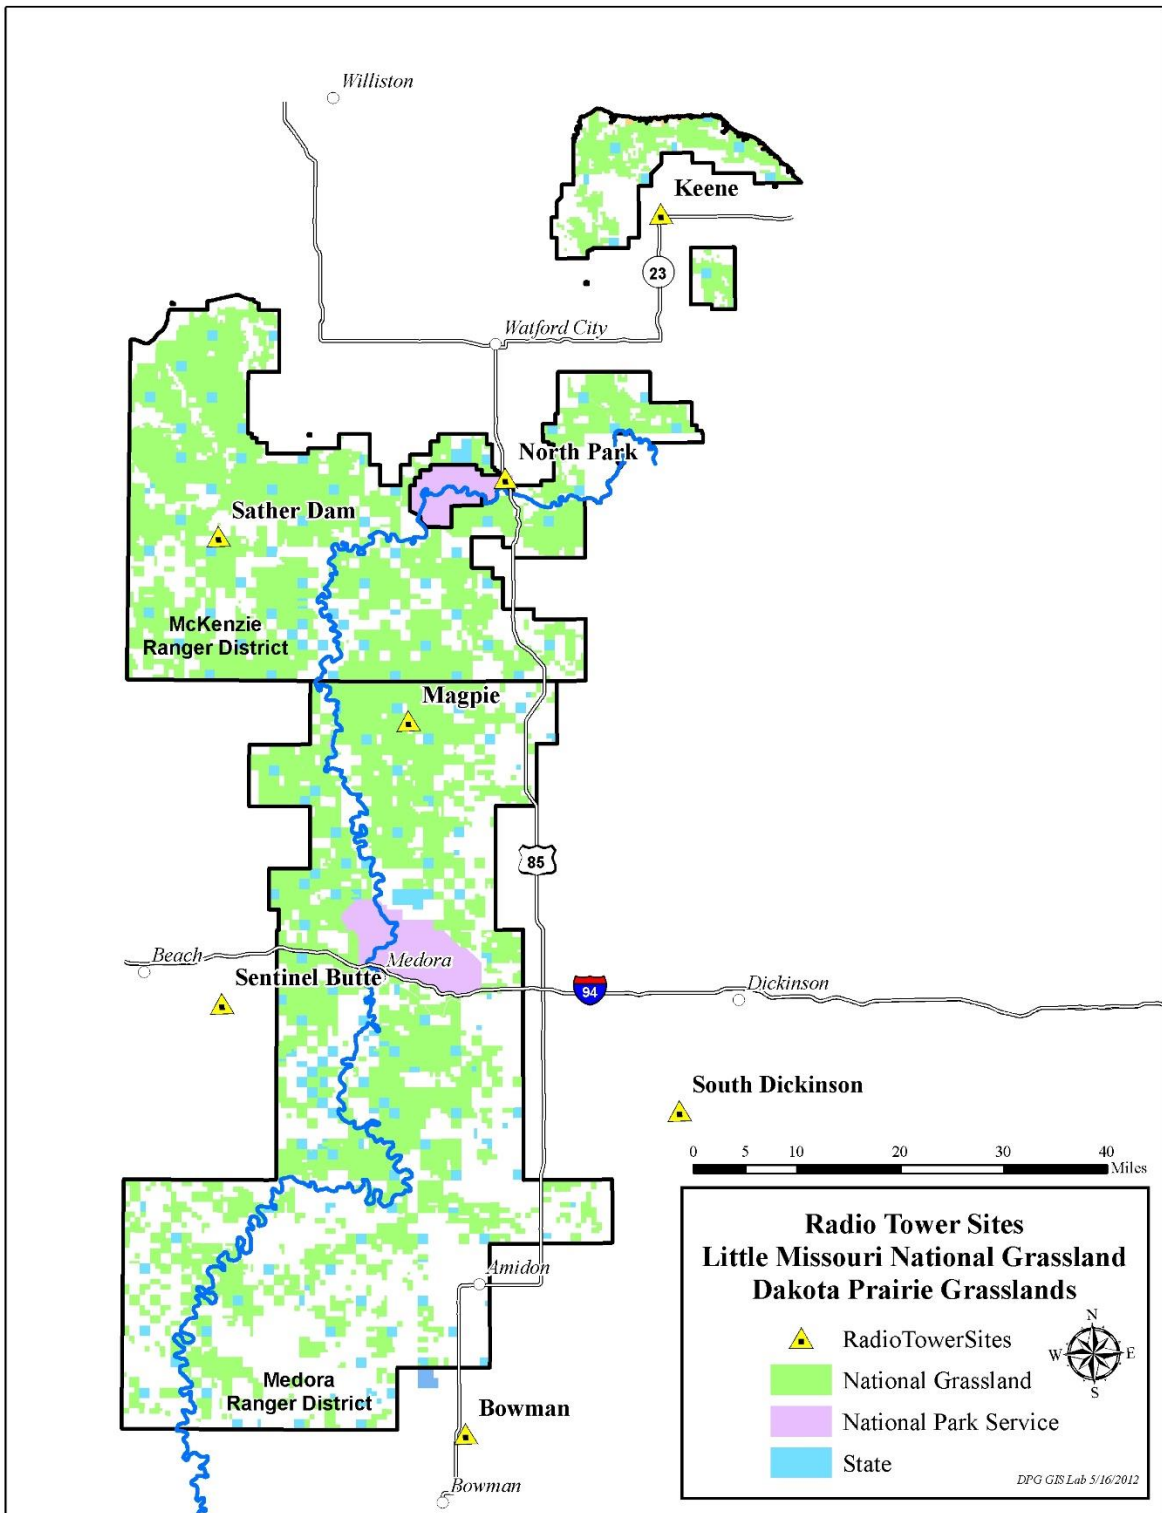 Williston
Keene
23
Watford City
North Park
Sather Dam
McKenzie
Ranger District
Magpie
85
Beach
Medora
Sentinel Butte
94
Dickinson
South Dickinson
0 5 10 20 30 40
Miles
Amidon
Medora
Ranger District
Bowman
Bowman
Radio Tower Sites
Little Missouri National Grassland
Dakota Prairie Grasslands
RadioTowerSites
National Grassland
National Park Service
State
N
W E
S
DPG GIS Lab 5/16/2012